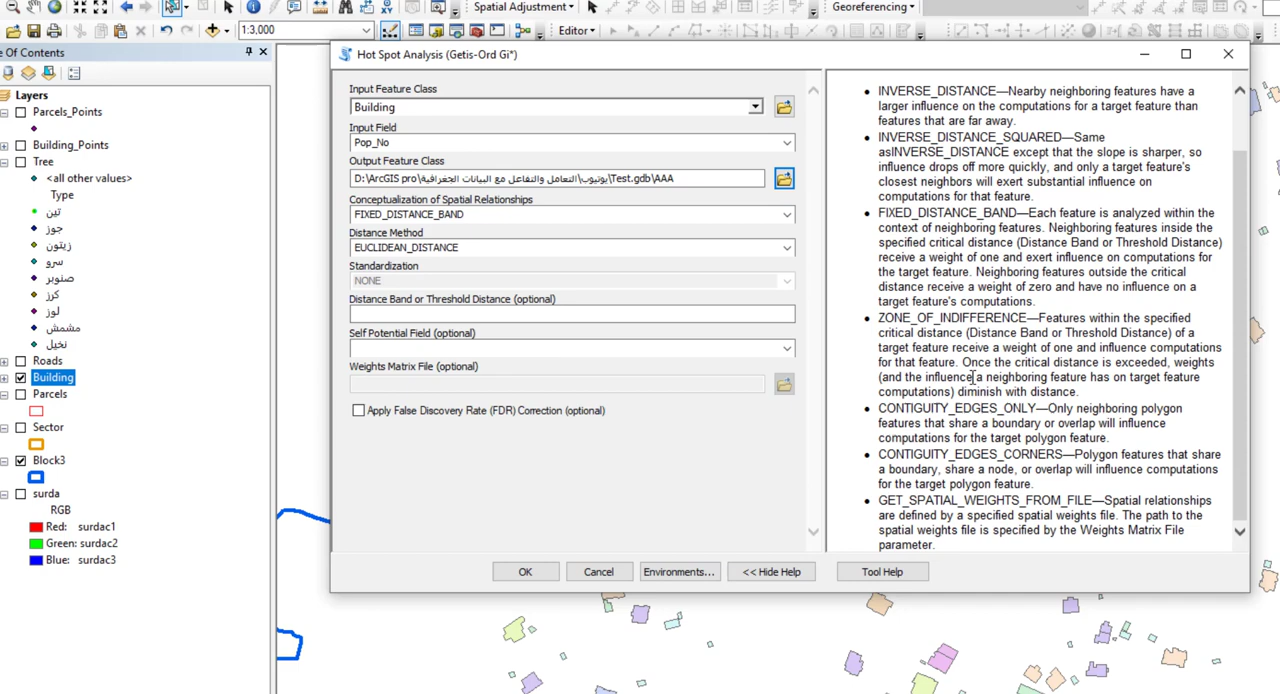 Spatial Adjustment
Georeferencing
1:3,000
Editor
e Of Contents
Layers
Parcels_Points
Building_Points
Tree
<all other values>
Type
تين
جوز
زيتون
سرو
صنوبر
كرز
لوز
مشمش
نخيل
Roads
Building
Parcels
Sector
Block3
surda
RGB
Red: surdac1
Green: surdac2
Blue: surdac3
Hot Spot Analysis (Getis-Ord Gi*)
Input Feature Class
Building
Input Field
Pop_No
Output Feature Class
D:\ArcGIS pro\يوتيوب\التعامل والتفاعل مع البيانات الجغرافية\Test.gdb\AAA
Conceptualization of Spatial Relationships
FIXED_DISTANCE_BAND
Distance Method
EUCLIDEAN_DISTANCE
Standardization
NONE
Distance Band or Threshold Distance (optional)
Self Potential Field (optional)
Weights Matrix File (optional)
Apply False Discovery Rate (FDR) Correction (optional)
OK
Cancel
Environments...
<< Hide Help
Tool Help
• INVERSE_DISTANCE—Nearby neighboring features have a
larger influence on the computations for a target feature than
features that are far away.
• INVERSE_DISTANCE_SQUARED—Same
asINVERSE_DISTANCE except that the slope is sharper, so
influence drops off more quickly, and only a target feature's
closest neighbors will exert substantial influence on
computations for that feature.
• FIXED_DISTANCE_BAND—Each feature is analyzed within the
context of neighboring features. Neighboring features inside the
specified critical distance (Distance Band or Threshold Distance)
receive a weight of one and exert influence on computations for
the target feature. Neighboring features outside the critical
distance receive a weight of zero and have no influence on a
target feature's computations.
• ZONE_OF_INDIFFERENCE—Features within the specified
critical distance (Distance Band or Threshold Distance) of a
target feature receive a weight of one and influence computations
for that feature. Once the critical distance is exceeded, weights
(and the influence a neighboring feature has on target feature
computations) diminish with distance.
• CONTIGUITY_EDGES_ONLY—Only neighboring polygon
features that share a boundary or overlap will influence
computations for the target polygon feature.
• CONTIGUITY_EDGES_CORNERS—Polygon features that share
a boundary, share a node, or overlap will influence computations
for the target polygon feature.
• GET_SPATIAL_WEIGHTS_FROM_FILE—Spatial relationships
are defined by a specified spatial weights file. The path to the
spatial weights file is specified by the Weights Matrix File
parameter.